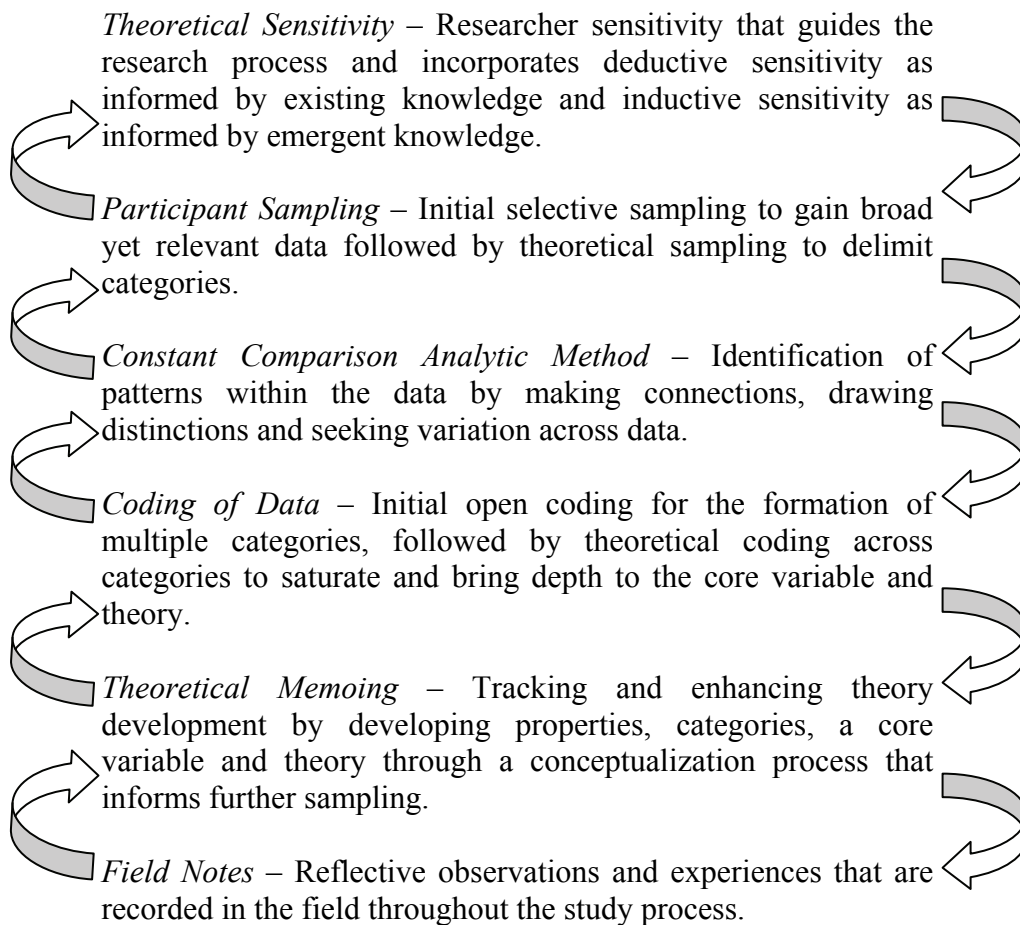 Theoretical Sensitivity – Researcher sensitivity that guides the
research process and incorporates deductive sensitivity as
informed by existing knowledge and inductive sensitivity as
informed by emergent knowledge.
Participant Sampling – Initial selective sampling to gain broad
yet relevant data followed by theoretical sampling to delimit
categories.
Constant Comparison Analytic Method – Identification of
patterns within the data by making connections, drawing
distinctions and seeking variation across data.
Coding of Data – Initial open coding for the formation of
multiple categories, followed by theoretical coding across
categories to saturate and bring depth to the core variable and
theory.
Theoretical Memoing – Tracking and enhancing theory
development by developing properties, categories, a core
variable and theory through a conceptualization process that
informs further sampling.
Field Notes – Reflective observations and experiences that are
recorded in the field throughout the study process.